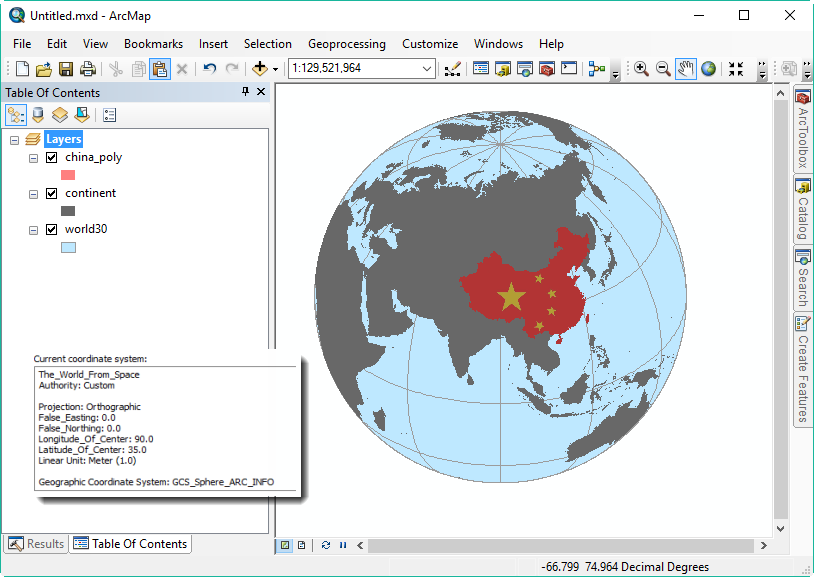 Untitled.mxd - ArcMap
File Edit View Bookmarks Insert Selection Geoprocessing Customize Windows Help
1:129,521,964
Table Of Contents
Layers
china_poly
continent
world30
Current coordinate system:
The_World_From_Space
Authority: Custom
Projection: Orthographic
False_Easting: 0.0
False_Northing: 0.0
Longitude_Of_Center: 90.0
Latitude_Of_Center: 35.0
Linear Unit: Meter (1.0)
Geographic Coordinate System: GCS_Sphere_ARC_INFO
ArcToolbox
Catalog
Search
Create Features
Results Table Of Contents
-66.799 74.964 Decimal Degrees